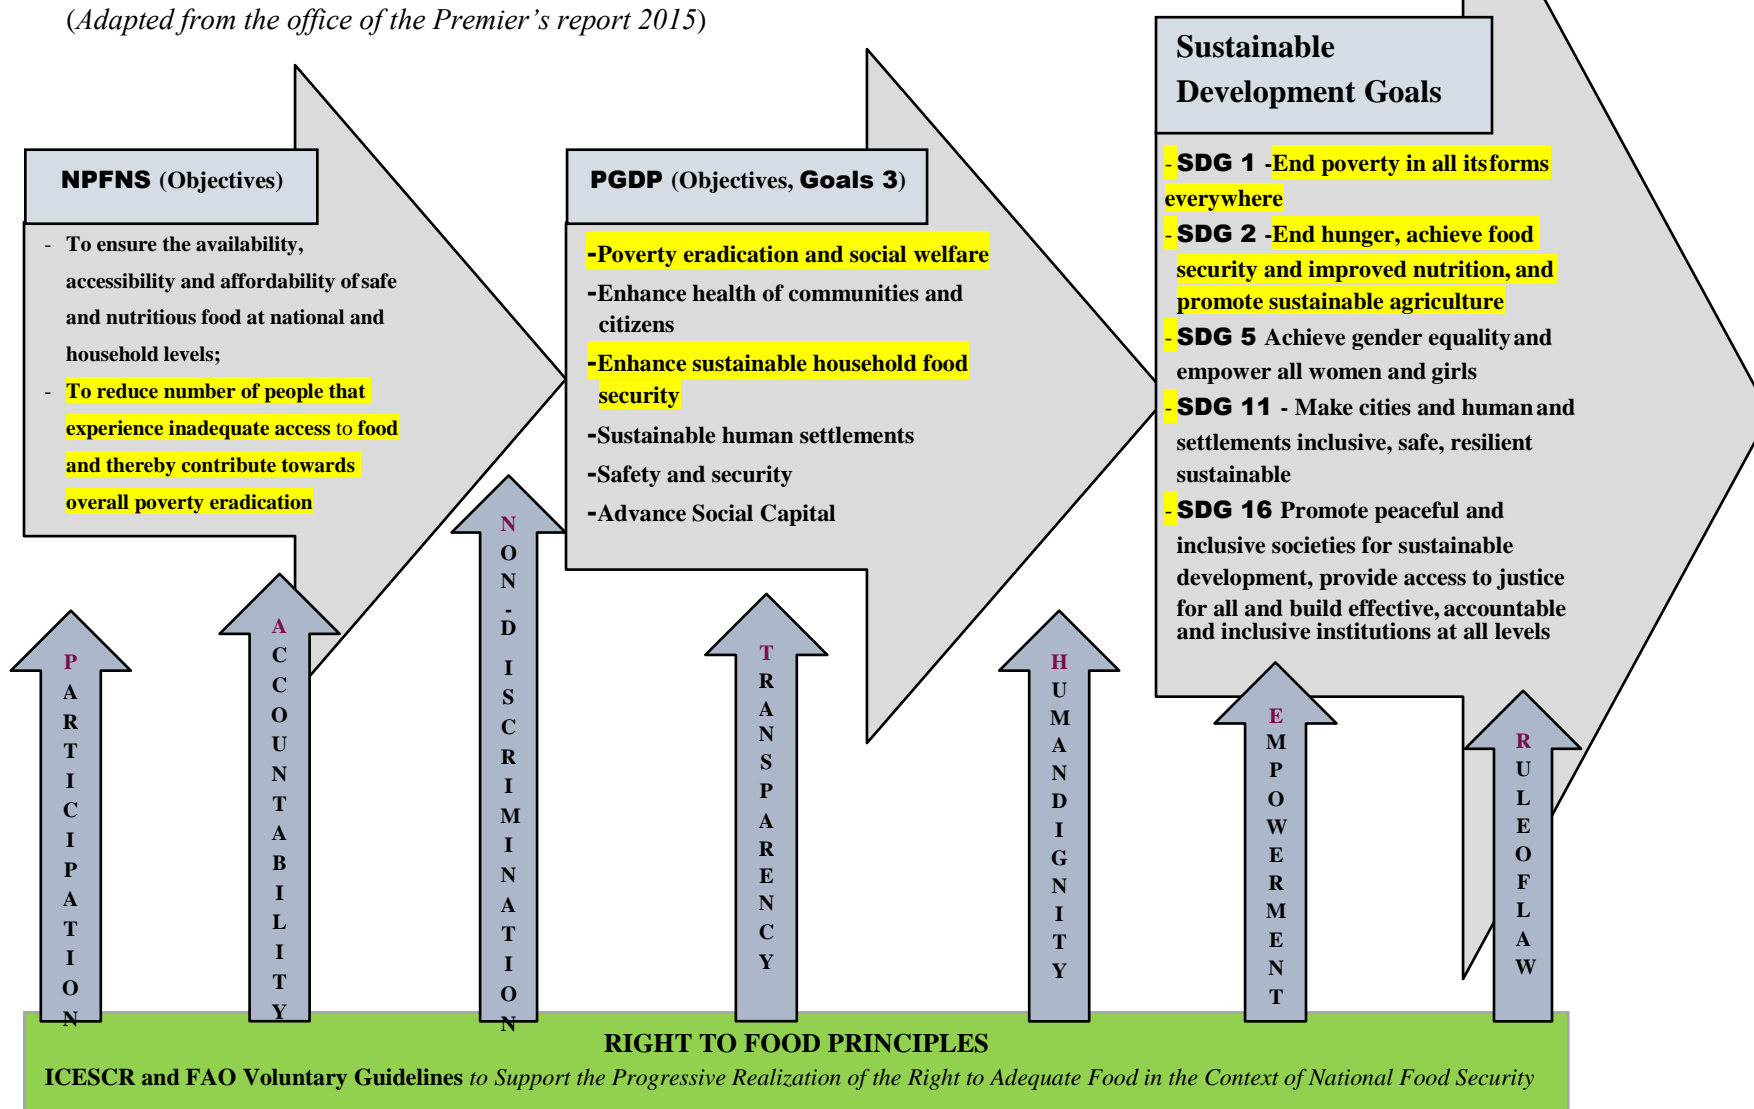 (Adapted from the office of the Premier's report 2015)
NPFNS (Objectives)
- To ensure the availability,
accessibility and affordability of safe
and nutritious food at national and
household levels;
- To reduce number of people that
experience inadequate access to food
and thereby contribute towards
overall poverty eradication
PGDP (Objectives, Goals 3)
-Poverty eradication and social welfare
-Enhance health of communities and
citizens
-Enhance sustainable household food
security
-Sustainable human settlements
-Safety and security
-Advance Social Capital
Sustainable
Development Goals
- SDG 1 -End poverty in all its forms
everywhere
- SDG 2 -End hunger, achieve food
security and improved nutrition, and
promote sustainable agriculture
- SDG 5 Achieve gender equality and
empower all women and girls
- SDG 11 - Make cities and human and
settlements inclusive, safe, resilient
sustainable
- SDG 16 Promote peaceful and
inclusive societies for sustainable
development, provide access to justice
for all and build effective, accountable
and inclusive institutions at all levels
PARTICIPATION
ACCOUNTABILITY
NON-DISCRIMINATION
TRANSPARENCY
HUMANDIGNITY
EMPOWERMENT
RULEOFLAW
RIGHT TO FOOD PRINCIPLES
ICESCR and FAO Voluntary Guidelines to Support the Progressive Realization of the Right to Adequate Food in the Context of National Food Security